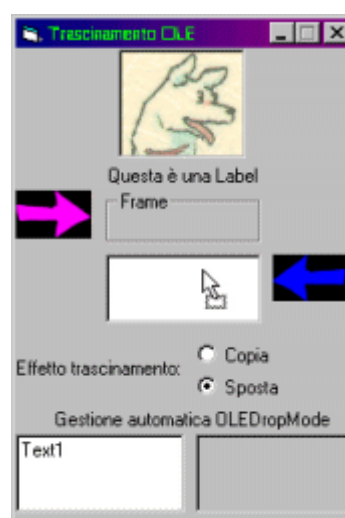 Trascinamento OLE
Questa è una Label
Frame
Effetto trascinamento:
Copia
Sposta
Gestione automatica OLEDropMode
Text1